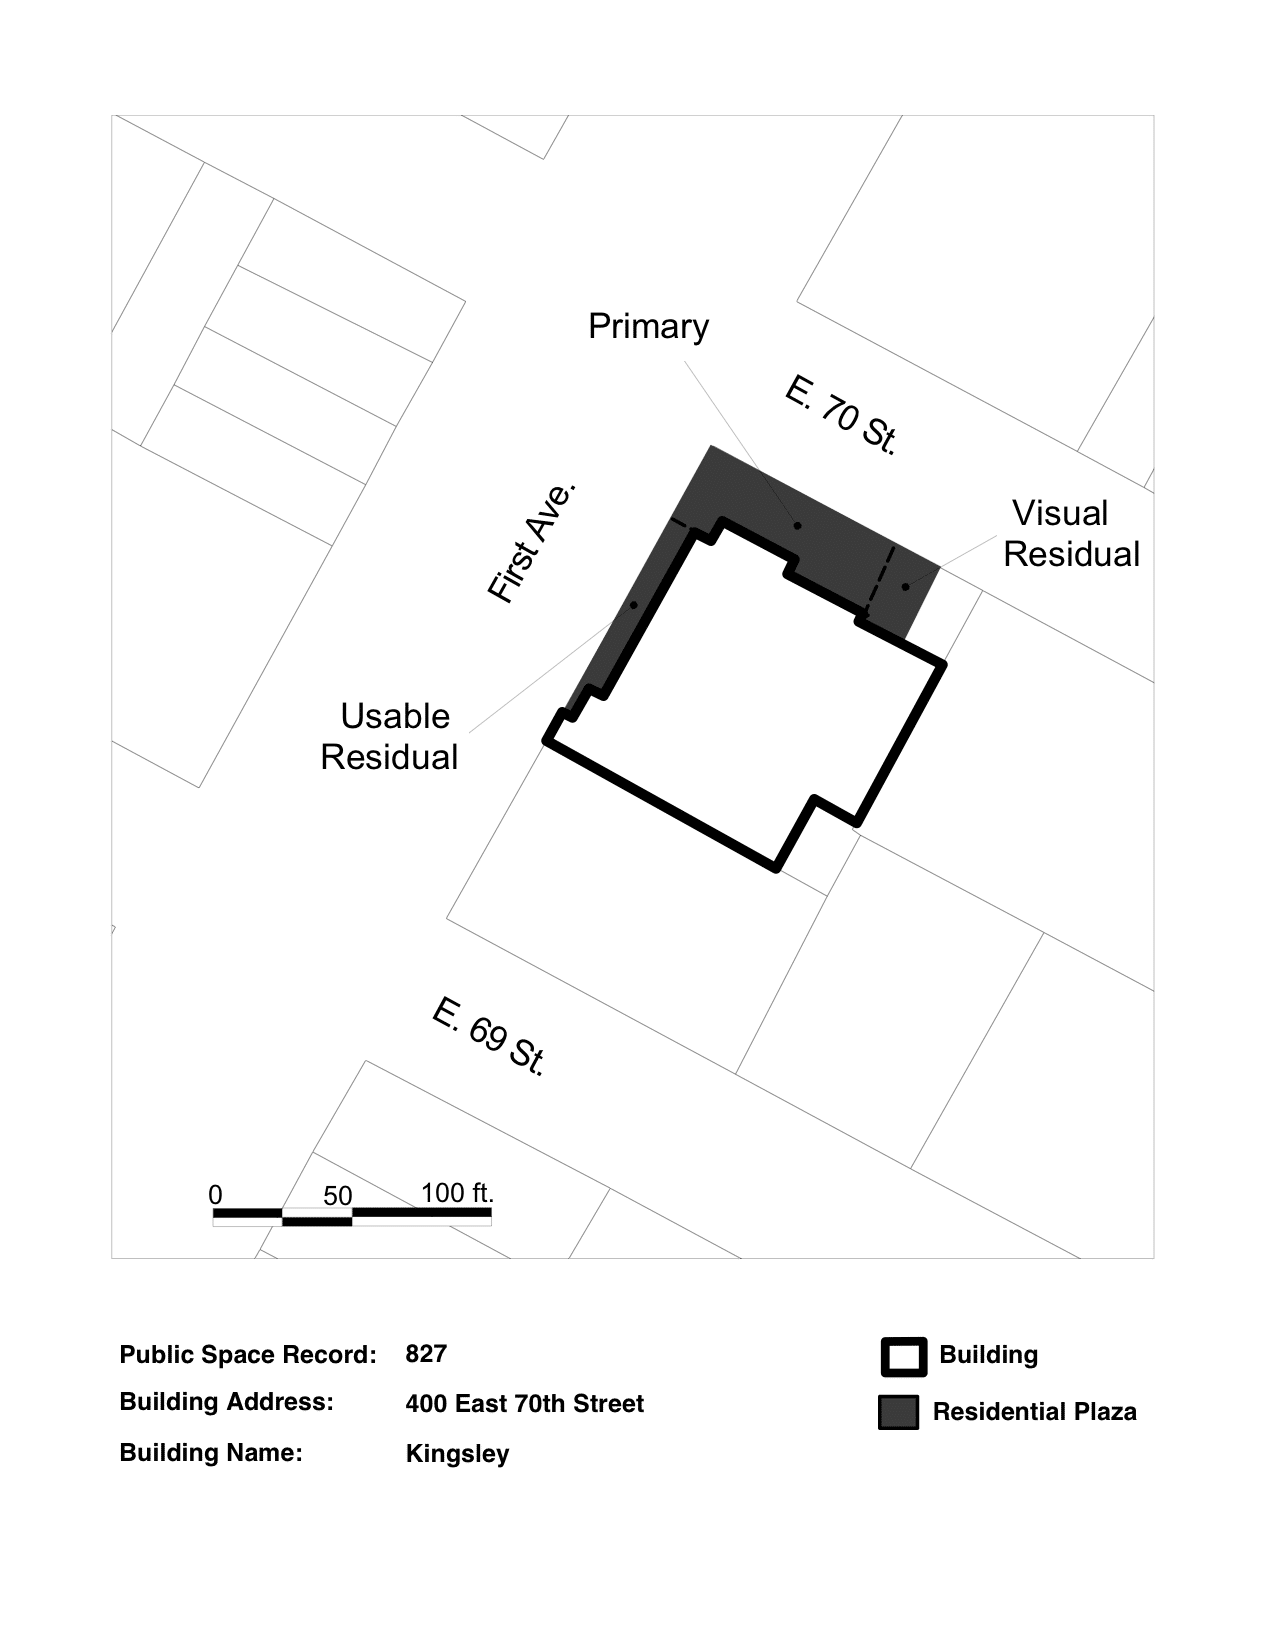 Primary
E. 70 St.
First Ave.
Visual
Residual
Usable
Residual
E. 69 St.
0 50 100 ft.
Public Space Record: 827
Building Address: 400 East 70th Street
Building Name: Kingsley
Building
Residential Plaza